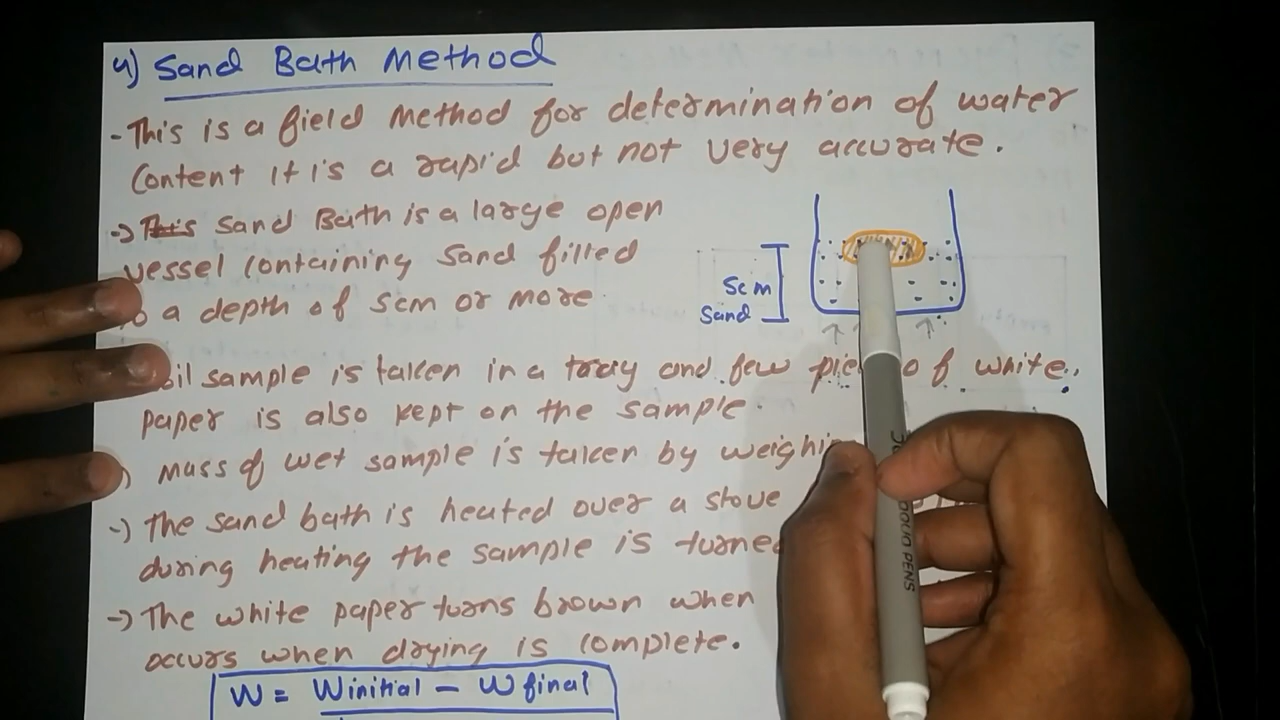 4) Sand Bath Method
- This is a field Method for determination of water
Content it is a rapid but not very accurate.
-> This Sand Bath is a large open
vessel containing Sand filled
a depth of 5cm or more
5cm
Sand
sample is taken in a tray and few of white
paper is also kept on the sample.
Mass of wet sample is taken by
-) The sand bath is heated over a stove
during heating the sample is turned
-> The white paper turns brown when
occurs when drying is complete.
W = Winitial - W final
PENS